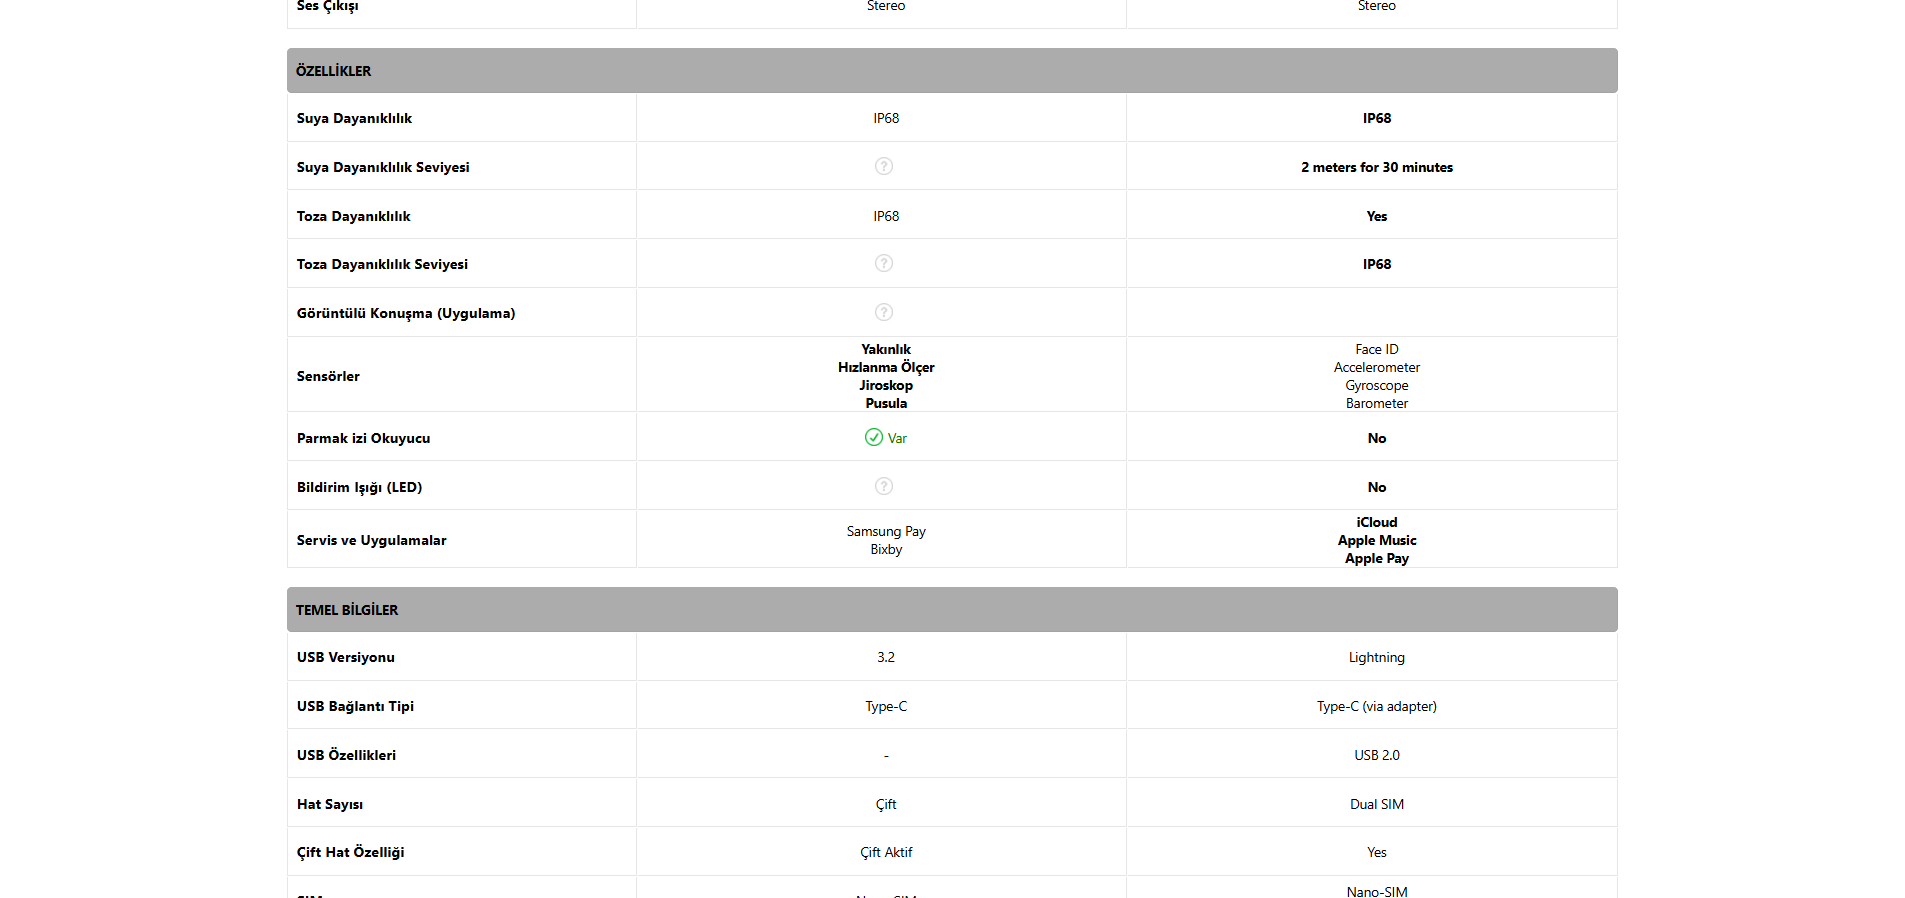 Ses Çıkışı Stereo Stereo
ÖZELLİKLER
Suya Dayanıklılık IP68 IP68
Suya Dayanıklılık Seviyesi ? 2 meters for 30 minutes
Toza Dayanıklılık IP68 Yes
Toza Dayanıklılık Seviyesi ? IP68
Görüntülü Konuşma (Uygulama) ?
Sensörler
Yakınlık
Hızlanma Ölçer
Jiroskop
Pusula
Face ID
Accelerometer
Gyroscope
Barometer
Parmak izi Okuyucu Var No
Bildirim Işığı (LED) ? No
Servis ve Uygulamalar
Samsung Pay
Bixby
iCloud
Apple Music
Apple Pay
TEMEL BİLGİLER
USB Versiyonu 3.2 Lightning
USB Bağlantı Tipi Type-C Type-C (via adapter)
USB Özellikleri - USB 2.0
Hat Sayısı Çift Dual SIM
Çift Hat Özelliği Çift Aktif Yes
SIM Nano-SIM Nano-SIM